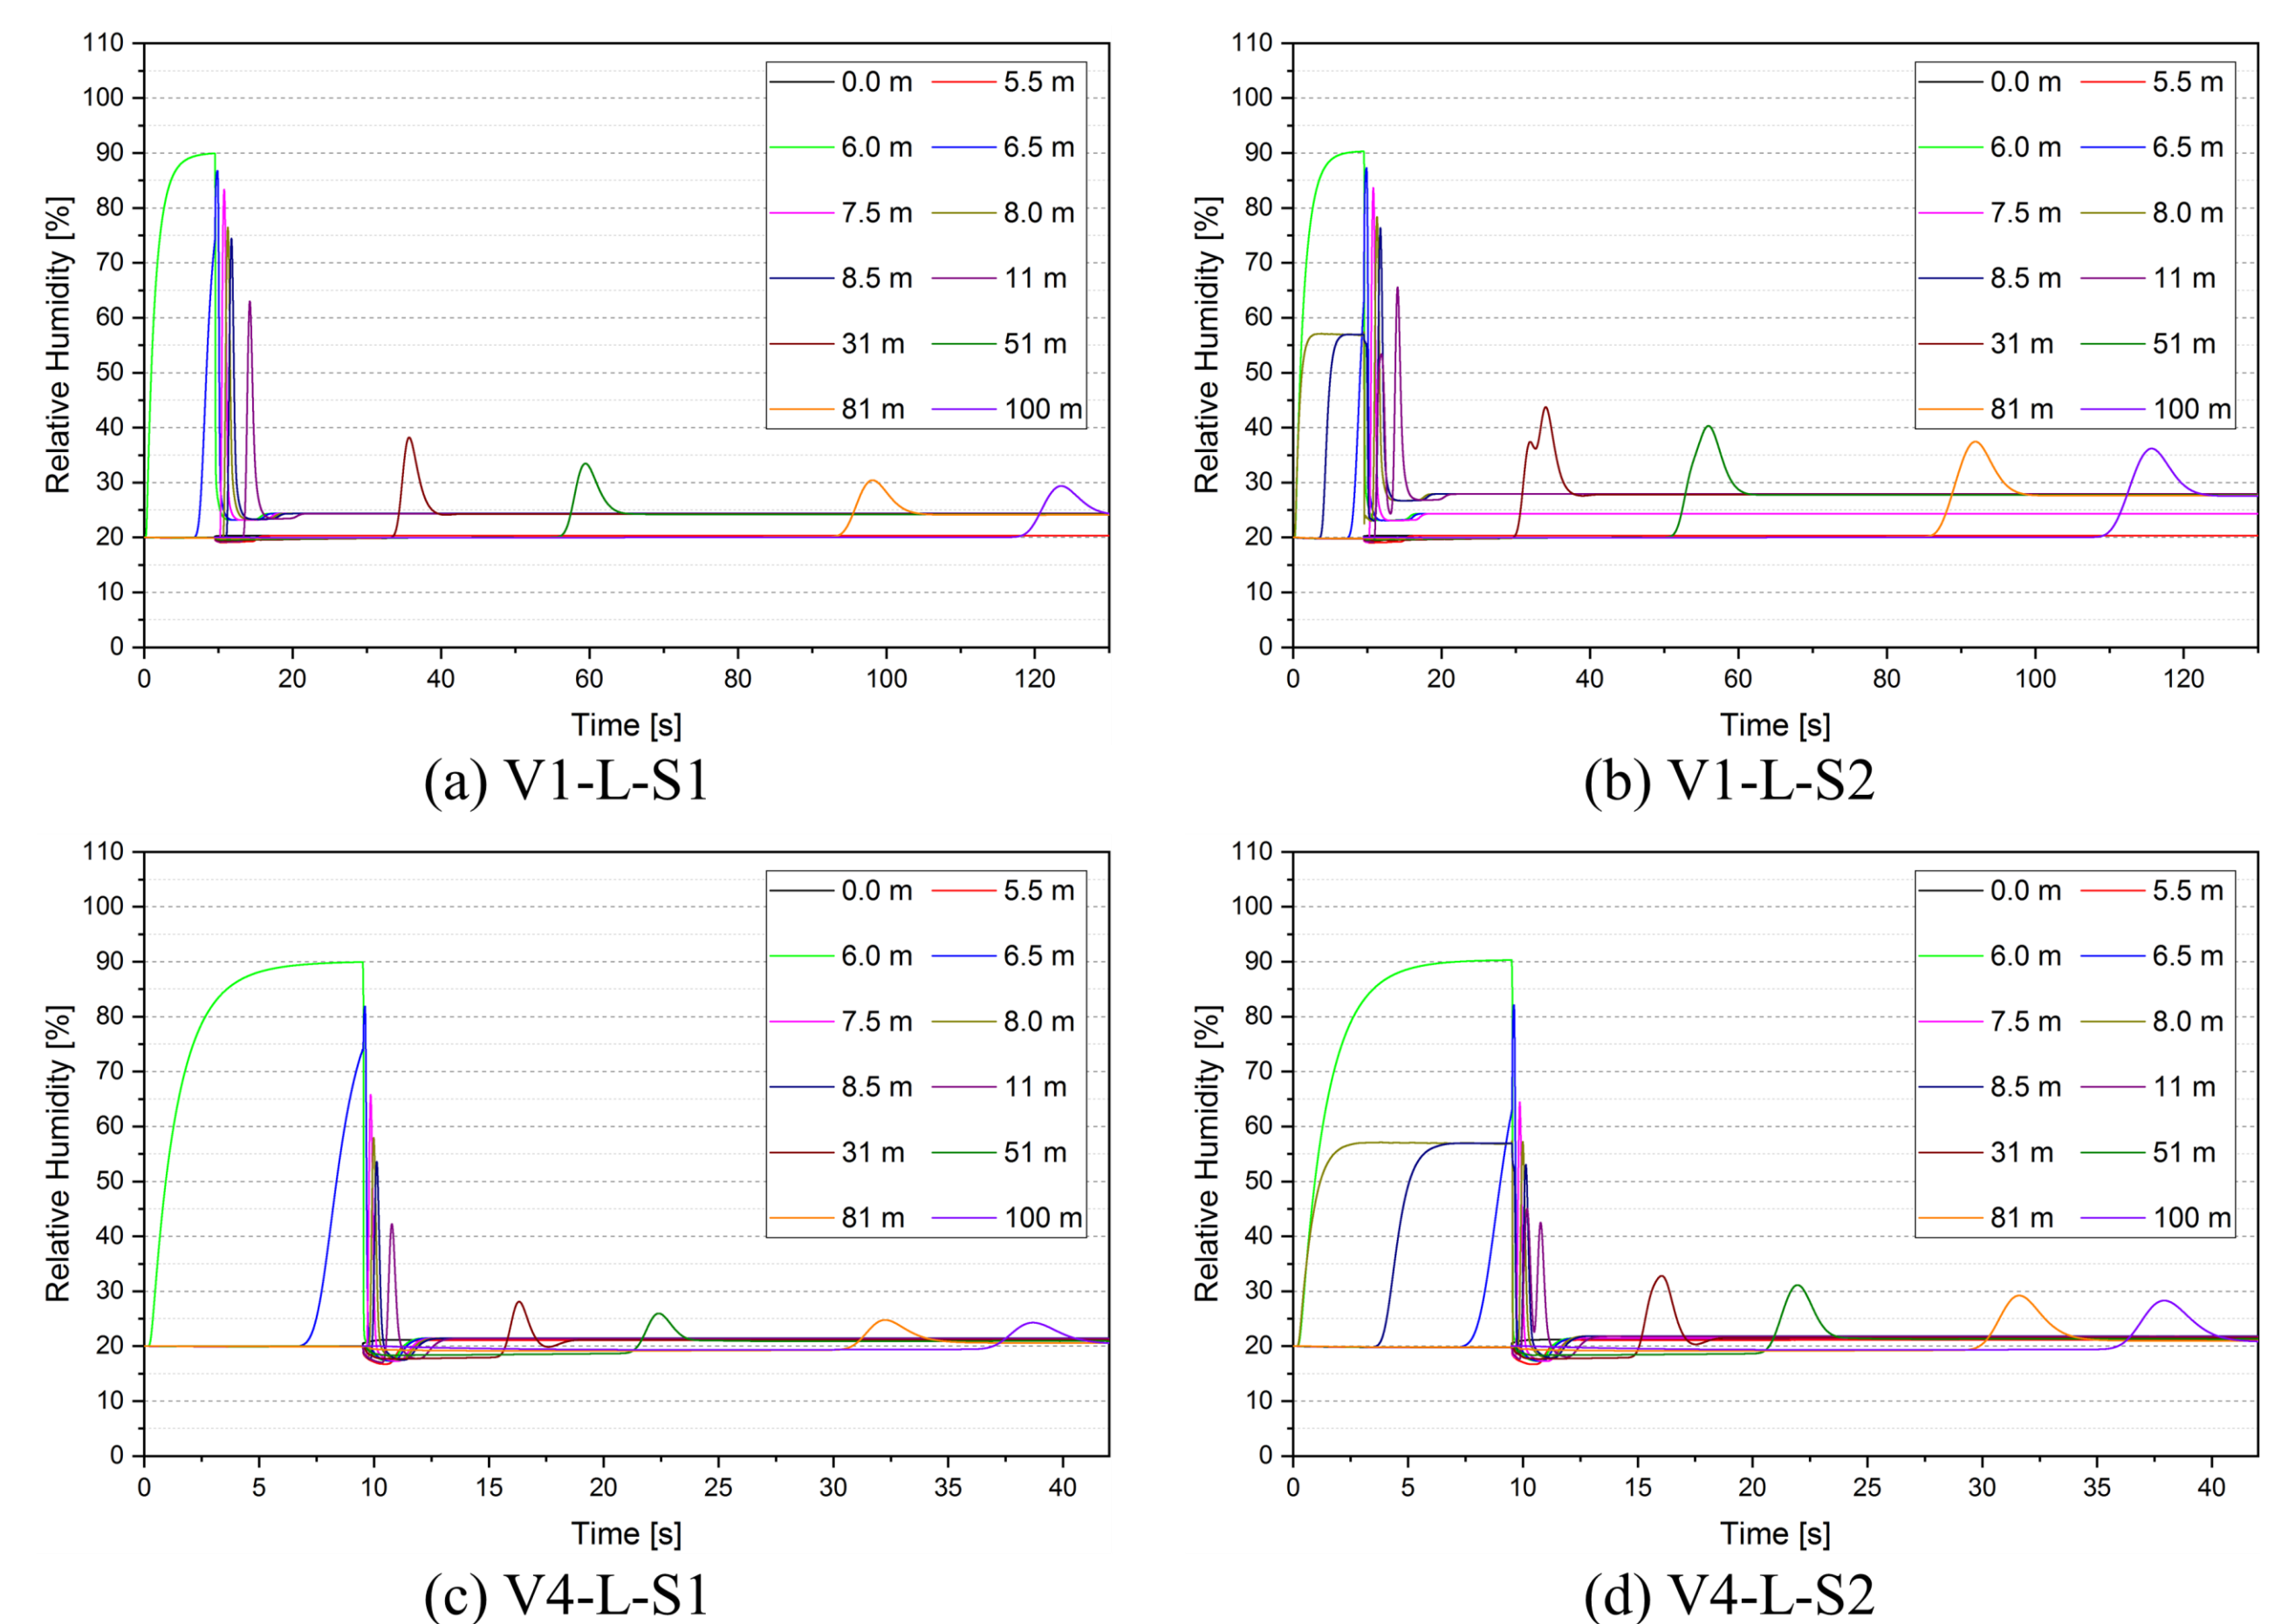 110
100
90
80
70
60
50
40
30
20
10
0
Relative Humidity [%]
0.0 m 5.5 m
6.0 m 6.5 m
7.5 m 8.0 m
8.5 m 11 m
31 m 51 m
81 m 100 m
0 20 40 60 80 100 120
Time [s]
(a) V1-L-S1
110
100
90
80
70
60
50
40
30
20
10
0
Relative Humidity [%]
0.0 m 5.5 m
6.0 m 6.5 m
7.5 m 8.0 m
8.5 m 11 m
31 m 51 m
81 m 100 m
0 20 40 60 80 100 120
Time [s]
(b) V1-L-S2
110
100
90
80
70
60
50
40
30
20
10
0
Relative Humidity [%]
0.0 m 5.5 m
6.0 m 6.5 m
7.5 m 8.0 m
8.5 m 11 m
31 m 51 m
81 m 100 m
0 5 10 15 20 25 30 35 40
Time [s]
(c) V4-L-S1
110
100
90
80
70
60
50
40
30
20
10
0
Relative Humidity [%]
0.0 m 5.5 m
6.0 m 6.5 m
7.5 m 8.0 m
8.5 m 11 m
31 m 51 m
81 m 100 m
0 5 10 15 20 25 30 35 40
Time [s]
(d) V4-L-S2